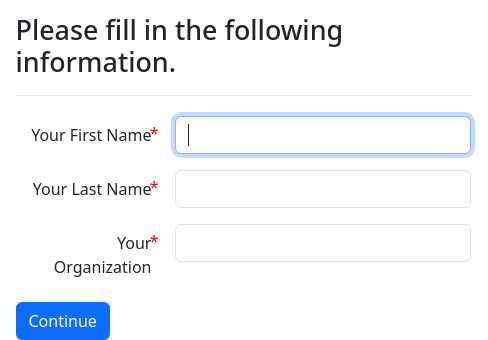 Please fill in the following
information.
Your First Name*
Your Last Name*
Your*
Organization
Continue